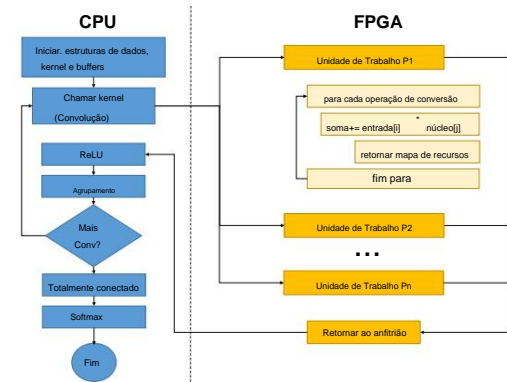 CPU
Iniciar. estruturas de dados,
kernel e buffers
Chamar kernel
(Convolução)
ReLU
Agrupamento
Mais
Conv?
Totalmente conectado
Softmax
Fim
FPGA
Unidade de Trabalho P1
para cada operação de conversão
soma+= entrada[i] * núcleo[j]
retornar mapa de recursos
fim para
Unidade de Trabalho P2
...
Unidade de Trabalho Pn
Retornar ao anfitrião